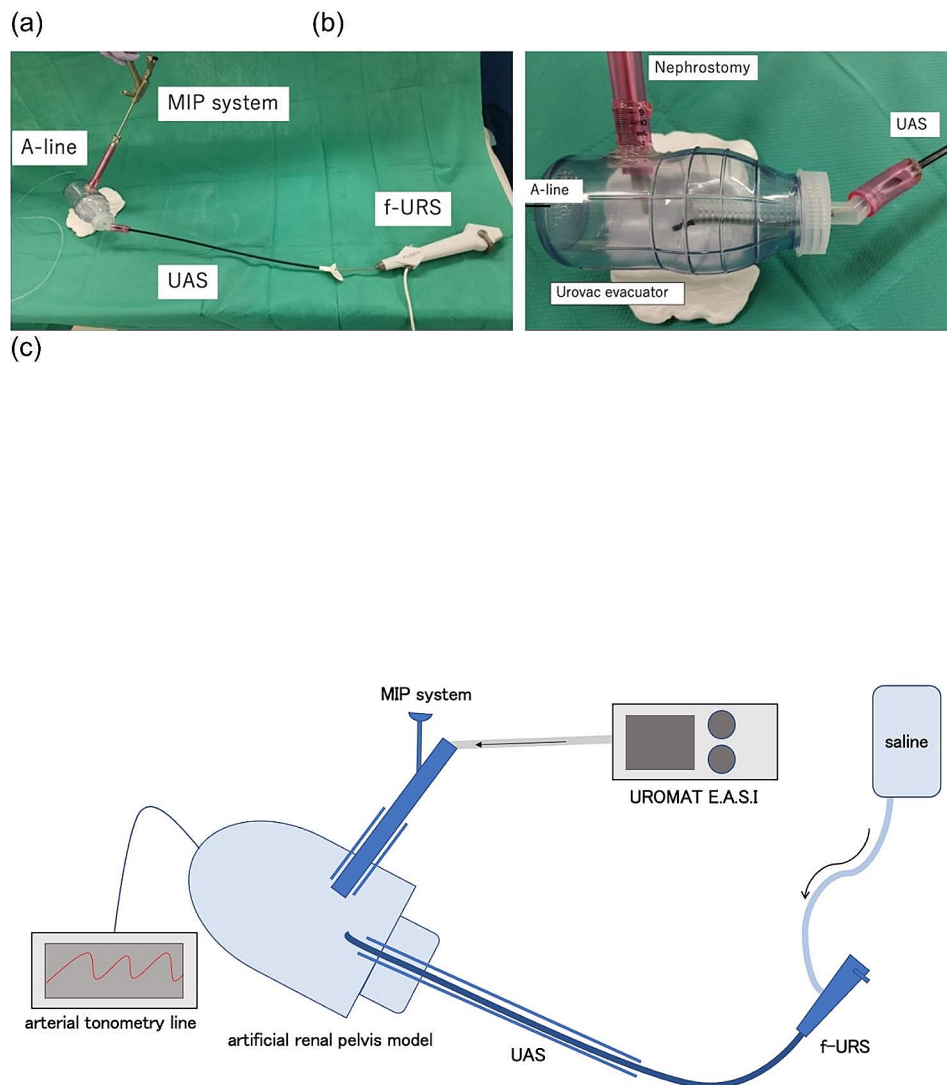 (a)
(b)
MIP system
A-line
f-URS
UAS
Nephrostomy
UAS
A-line
Urovac evacuator
(c)
MIP system
saline
UROMAT E.A.S.I
arterial tonometry line
artificial renal pelvis model
UAS
f-URS